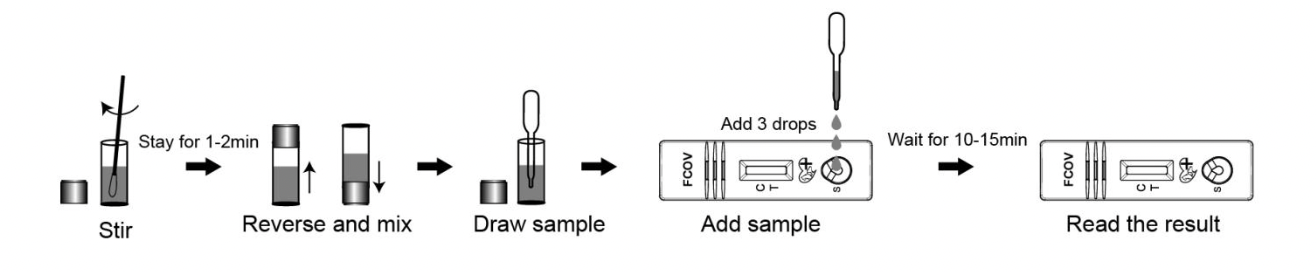 Stir
Stay for 1-2min
Reverse and mix
Draw sample
Add 3 drops
FCOV
C
T
S
Add sample
Wait for 10-15min
FCOV
C
T
S
Read the result